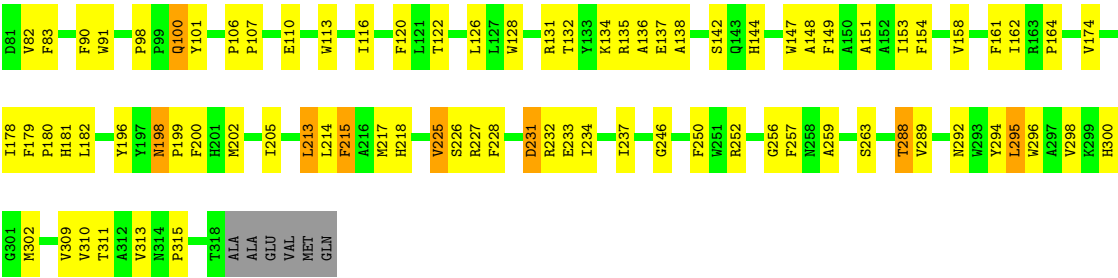 D81 V82 F83 F90 W91 P98 P99 Q100 Y101 P106 P107 E110 W113 I116 F120 L121 T122 L126 L127 W128 R131 T132 Y133 K134 R135 A136 E137 A138 S142 Q143 H144 W147 A148 F149 A150 A151 A152 I153 F154 V158 F161 I162 R163 P164 V174
I178 F179 P180 H181 L182 Y196 Y197 N198 P199 F200 H201 M202 I205 L213 L214 F215 A216 M217 H218 V225 S226 R227 F228 D231 R232 E233 I234 I237 G246 F250 W251 R252 G256 F257 N258 A259 S263 T288 V289 N292 W293 Y294 L295 W296 A297 V298 K299 H300
G301 M302 V309 V310 T311 A312 V313 N314 P315 T318 ALA ALA GLU VAL MET GLN